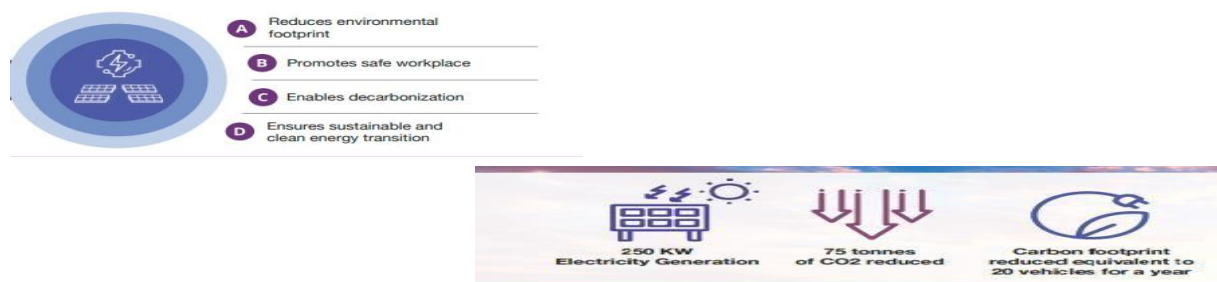 A Reduces environmental
footprint
B Promotes safe workplace
C Enables decarbonization
D Ensures sustainable and
clean energy transition
250 KW
Electricity Generation
75 tonnes
of CO2 reduced
Carbon footprint
reduced equivalent to
20 vehicles for a year